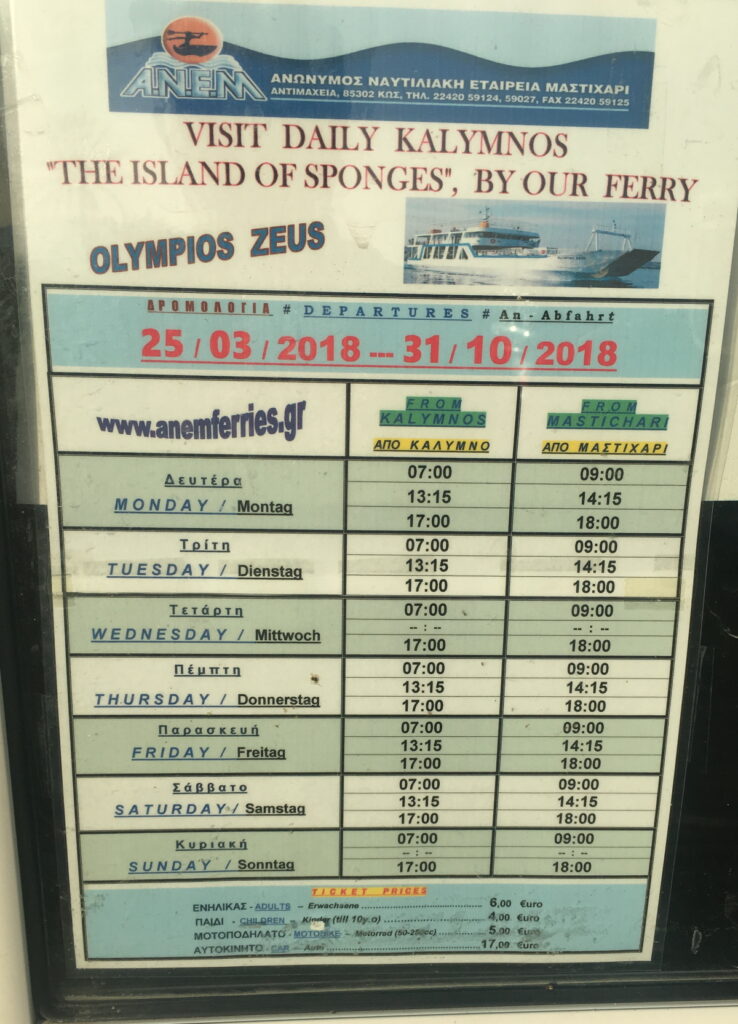 A.N.E.M
ΑΝΩΝΥΜΟΣ ΝΑΥΤΙΛΙΑΚΗ ΕΤΑΙΡΕΙΑ ΜΑΣΤΙΧΑΡΙ
ΑΝΤΙΜΑΧΕΙΑ, 85302 ΚΩΣ, ΤΗΛ. 22420 59124, 59027, FAX 22420 59125
VISIT DAILY KALYMNOS
"THE ISLAND OF SPONGES", BY OUR FERRY
OLYMPIOS ZEUS
ΔΡΟΜΟΛΟΓΙΑ # DEPARTURES # An - Abfahrt
25 / 03 / 2018 --- 31 / 10 / 2018
www.anemferries.gr
FROM KALYMNOS
ΑΠΟ ΚΑΛΥΜΝΟ
FROM MASTICHARI
ΑΠΟ ΜΑΣΤΙΧΑΡΙ
Δευτέρα
MONDAY / Montag
07:00 09:00
13:15 14:15
17:00 18:00
Τρίτη
TUESDAY / Dienstag
07:00 09:00
13:15 14:15
17:00 18:00
Τετάρτη
WEDNESDAY / Mittwoch
07:00 09:00
-- : -- -- : --
17:00 18:00
Πέμπτη
THURSDAY / Donnerstag
07:00 09:00
13:15 14:15
17:00 18:00
Παρασκευή
FRIDAY / Freitag
07:00 09:00
13:15 14:15
17:00 18:00
Σάββατο
SATURDAY / Samstag
07:00 09:00
13:15 14:15
17:00 18:00
Κυριακή
SUNDAY / Sonntag
07:00 09:00
-- : -- -- : --
17:00 18:00
TICKET PRICES
ΕΝΗΛΙΚΑΣ - ADULTS – Erwachsene 6,00 €uro
ΠΑΙΔΙ - CHILDREN – Kinder (till 10y.o) 4,00 €uro
ΜΟΤΟΠΟΔΗΛΑΤΟ - MOTOBIKE – Motorrad (50-250cc) 5,00 €uro
ΑΥΤΟΚΙΝΗΤΟ - CAR – Auto 17,00 €uro